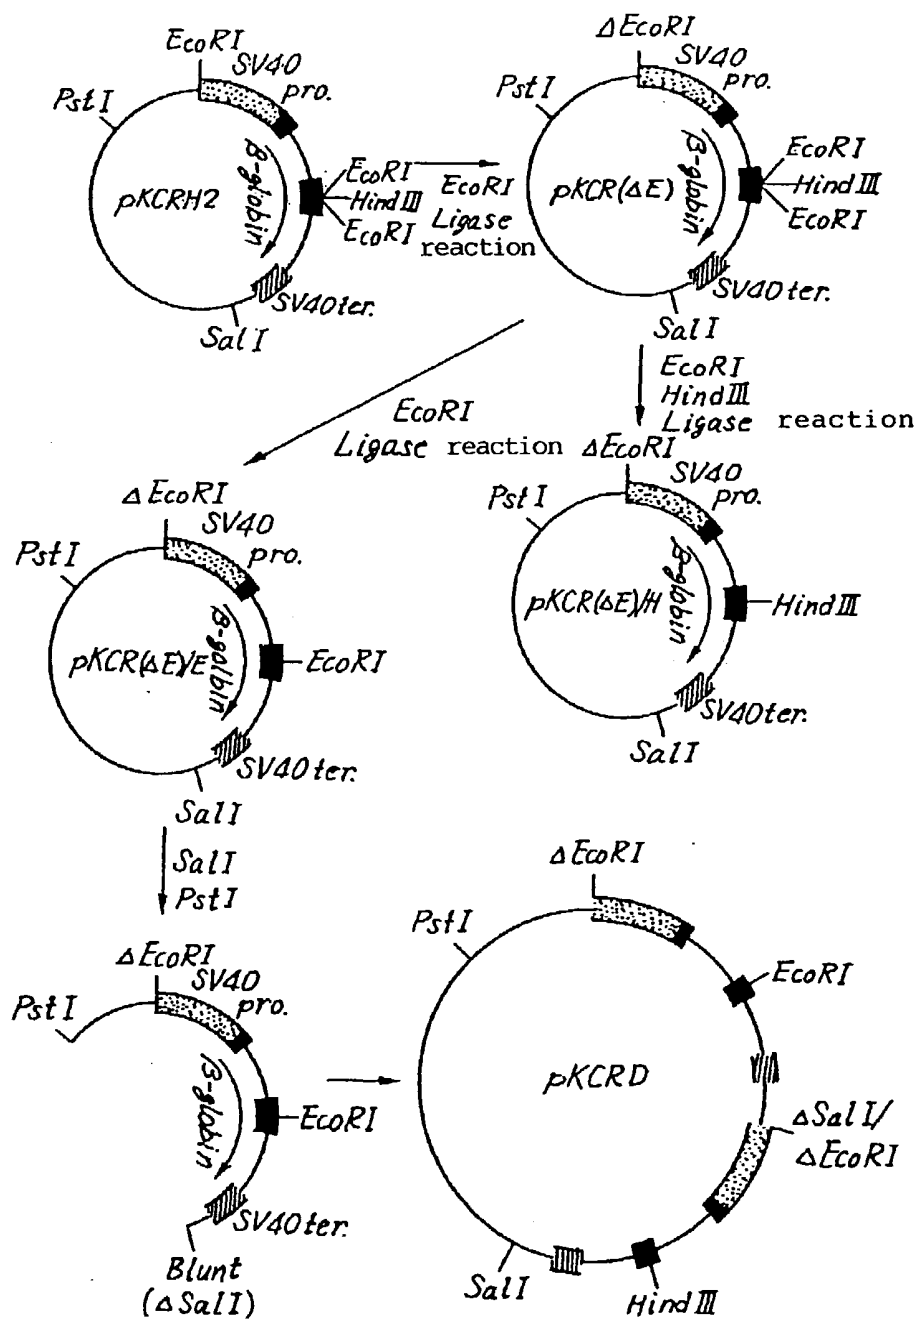 EcoRI
SV40
pro.
PstI
pKCRH2
β-globin
EcoRI
HindIII
EcoRI
SV40ter.
SalI
EcoRI
Ligase
reaction
ΔEcoRI
SV40
pro.
PstI
pKCR(ΔE)
β-globin
EcoRI
HindIII
EcoRI
SV40ter.
SalI
EcoRI
HindIII
Ligase reaction
EcoRI
Ligase reaction
ΔEcoRI
SV40
pro.
PstI
pKCR(ΔE)/H
β-globin
HindIII
SV40ter.
SalI
ΔEcoRI
SV40
pro.
PstI
pKCR(ΔE)/E
β-golbin
EcoRI
SV40ter.
SalI
SalI
PstI
ΔEcoRI
SV40
pro.
PstI
β-globin
EcoRI
SV40ter.
Blunt
(ΔSalI)
ΔEcoRI
PstI
EcoRI
pKCRD
ΔSalI/
ΔEcoRI
SalI
HindIII